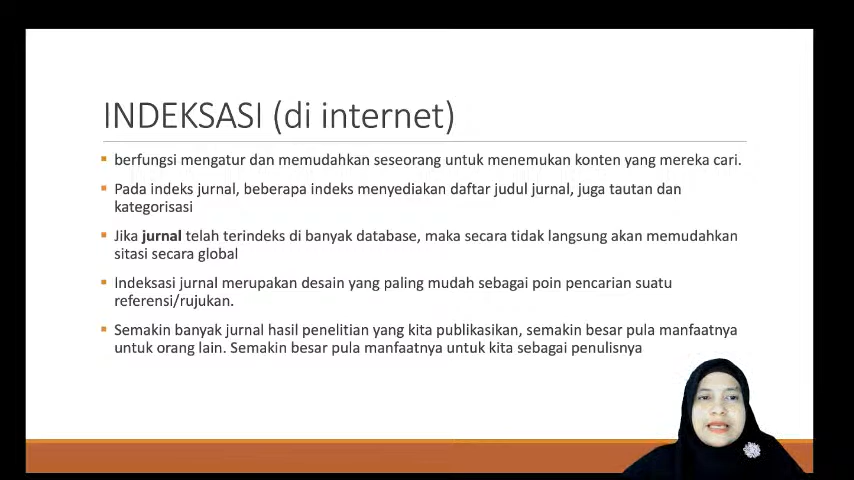 INDEKSASI (di internet)
▪ berfungsi mengatur dan memudahkan seseorang untuk menemukan konten yang mereka cari.
▪ Pada indeks jurnal, beberapa indeks menyediakan daftar judul jurnal, juga tautan dan
kategorisasi
▪ Jika jurnal telah terindeks di banyak database, maka secara tidak langsung akan memudahkan
sitasi secara global
▪ Indeksasi jurnal merupakan desain yang paling mudah sebagai poin pencarian suatu
referensi/rujukan.
▪ Semakin banyak jurnal hasil penelitian yang kita publikasikan, semakin besar pula manfaatnya
untuk orang lain. Semakin besar pula manfaatnya untuk kita sebagai penulisnya